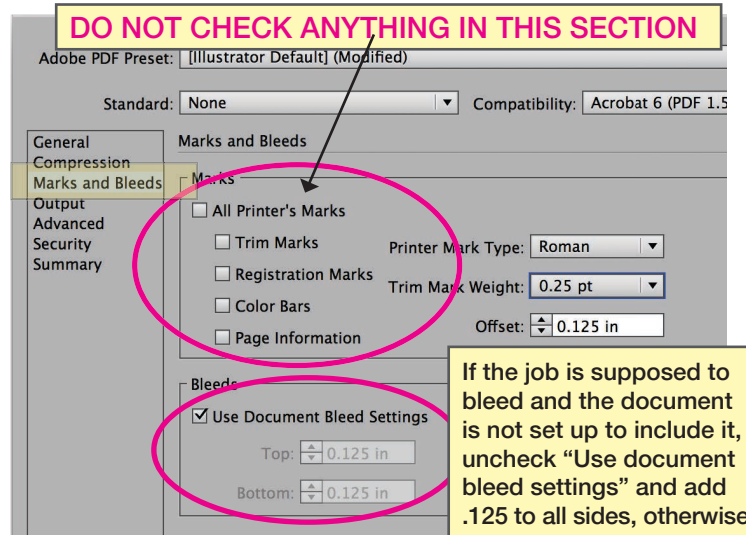 DO NOT CHECK ANYTHING IN THIS SECTION
Adobe PDF Preset: [Illustrator Default] (Modified)
Standard: None Compatibility: Acrobat 6 (PDF 1.5
General
Compression
Marks and Bleeds
Output
Advanced
Security
Summary
Marks and Bleeds
Marks
All Printer's Marks
Trim Marks
Registration Marks
Color Bars
Page Information
Printer Mark Type: Roman
Trim Mark Weight: 0.25 pt
Offset: 0.125 in
Bleeds
Use Document Bleed Settings
Top: 0.125 in
Bottom: 0.125 in
If the job is supposed to
bleed and the document
is not set up to include it,
uncheck “Use document
bleed settings” and add
.125 to all sides, otherwise